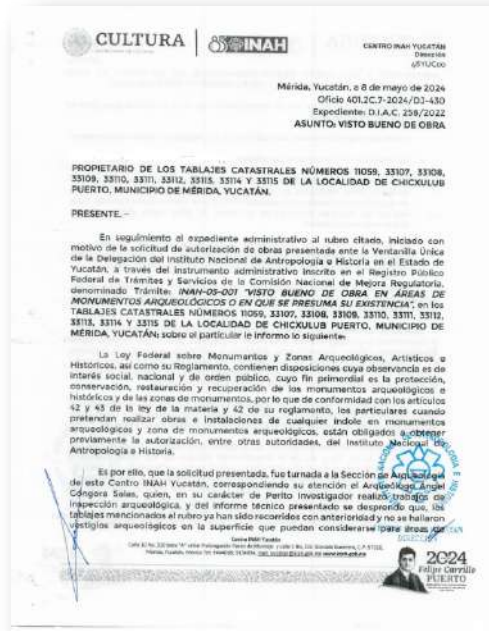 CULTURA | INAH
CENTRO INAH YUCATÁN
Dirección
Mérida, Yucatán, a 8 de mayo de 2024
Oficio 401.2C.7-2024/DJ-430
Expediente: D.I.A.C. 258/2022
ASUNTO: VISTO BUENO DE OBRA
PROPIETARIO DE LOS TABLAJES CATASTRALES NÚMEROS 11059, 33107, 33108,
33109, 33110, 33111, 33112, 33113, 33114 Y 33115 DE LA LOCALIDAD DE CHICXULUB
PUERTO, MUNICIPIO DE MÉRIDA, YUCATÁN.
PRESENTE. –
En seguimiento al expediente administrativo al rubro citado, iniciado con
motivo de la solicitud de autorización de obras presentada ante la Ventanilla Única
de la Delegación del Instituto Nacional de Antropología e Historia en el Estado de
Yucatán, a través del instrumento administrativo inscrito en el Registro Público
Federal de Trámites y Servicios de la Comisión Nacional de Mejora Regulatoria,
denominado Trámite: INAH-05-001 "VISTO BUENO DE OBRA EN ÁREAS DE
MONUMENTOS ARQUEOLÓGICOS O EN QUE SE PRESUMA SU EXISTENCIA", en los
TABLAJES CATASTRALES NÚMEROS 11059, 33107, 33108, 33109, 33110, 33111, 33112,
33113, 33114 Y 33115 DE LA LOCALIDAD DE CHICXULUB PUERTO, MUNICIPIO DE
MÉRIDA, YUCATÁN; sobre el particular le informo lo siguiente:
La Ley Federal sobre Monumentos y Zonas Arqueológicos, Artísticos e
Históricos, así como su Reglamento, contienen disposiciones cuya observancia es de
interés social, nacional y de orden público, cuyo fin primordial es la protección,
conservación, restauración y recuperación de los monumentos arqueológicos e
históricos y de las zonas de monumentos, por lo que de conformidad con los artículos
42 y 43 de la ley de la materia y 42 de su reglamento, los particulares cuando
pretendan realizar obras e instalaciones de cualquier índole en monumentos
arqueológicos y zona de monumentos arqueológicos, están obligados a obtener
previamente la autorización, entre otras autoridades, del Instituto Nacional de
Antropología e Historia.
Es por ello, que la solicitud presentada, fue turnada a la Sección de Arqueología
de este Centro INAH Yucatán, correspondiendo su atención el Arqueólogo Ángel
Góngora Salas, quien, en su carácter de Perito Investigador realizó trabajos de
inspección arqueológica, y del informe técnico presentado se desprende que, los
tablajes mencionados al rubro ya han sido recorridos con anterioridad y no se hallaron
vestigios arqueológicos en la superficie que puedan considerarse para áreas de
Centro INAH Yucatán
2024
Felipe Carrillo
PUERTO